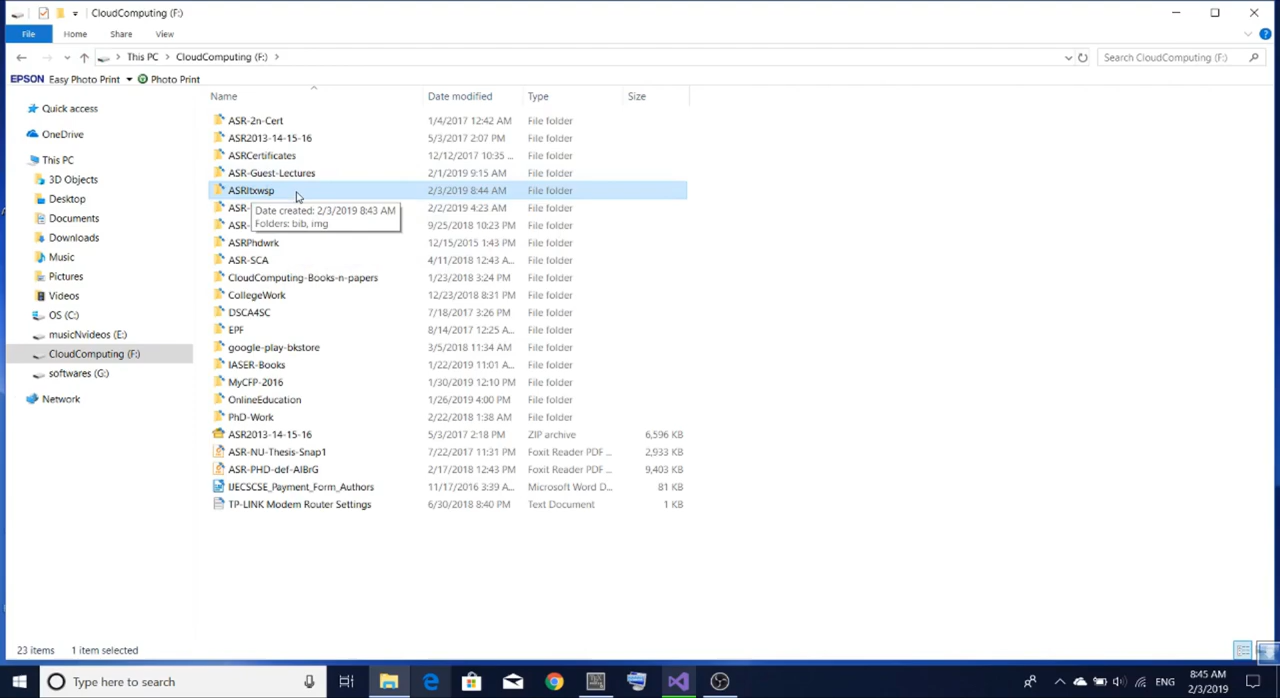 CloudComputing (F:)
File Home Share View
This PC > CloudComputing (F:) >
Search CloudComputing (F:)
EPSON Easy Photo Print Photo Print
Name Date modified Type Size
Quick access
OneDrive
This PC
3D Objects
Desktop
Documents
Downloads
Music
Pictures
Videos
OS (C:)
musicNvideos (E:)
CloudComputing (F:)
softwares (G:)
Network
ASR-2n-Cert 1/4/2017 12:42 AM File folder
ASR2013-14-15-16 5/3/2017 2:07 PM File folder
ASRCertificates 12/12/2017 10:35 ... File folder
ASR-Guest-Lectures 2/1/2019 9:15 AM File folder
ASRltxwsp 2/3/2019 8:44 AM File folder
ASR- 2/2/2019 4:23 AM File folder
ASR- 9/25/2018 10:23 PM File folder
Date created: 2/3/2019 8:43 AM
Folders: bib, img
ASRPhdwrk 12/15/2015 1:43 PM File folder
ASR-SCA 4/11/2018 12:43 A... File folder
CloudComputing-Books-n-papers 1/23/2018 3:24 PM File folder
CollegeWork 12/23/2018 8:31 PM File folder
DSCA4SC 7/18/2017 3:26 PM File folder
EPF 8/14/2017 12:25 A... File folder
google-play-bkstore 3/5/2018 11:34 AM File folder
IASER-Books 1/22/2019 11:01 A... File folder
MyCFP-2016 1/30/2019 12:10 PM File folder
OnlineEducation 1/26/2019 4:00 PM File folder
PhD-Work 2/22/2018 1:38 AM File folder
ASR2013-14-15-16 5/3/2017 2:18 PM ZIP archive 6,596 KB
ASR-NU-Thesis-Snap1 7/22/2017 11:31 PM Foxit Reader PDF ... 2,933 KB
ASR-PHD-def-AIBrG 2/17/2018 12:43 PM Foxit Reader PDF ... 9,403 KB
IJECSCSE_Payment_Form_Authors 11/17/2016 3:39 A... Microsoft Word D... 81 KB
TP-LINK Modem Router Settings 6/30/2018 8:40 PM Text Document 1 KB
23 items 1 item selected
Type here to search
ENG
8:45 AM
2/3/2019